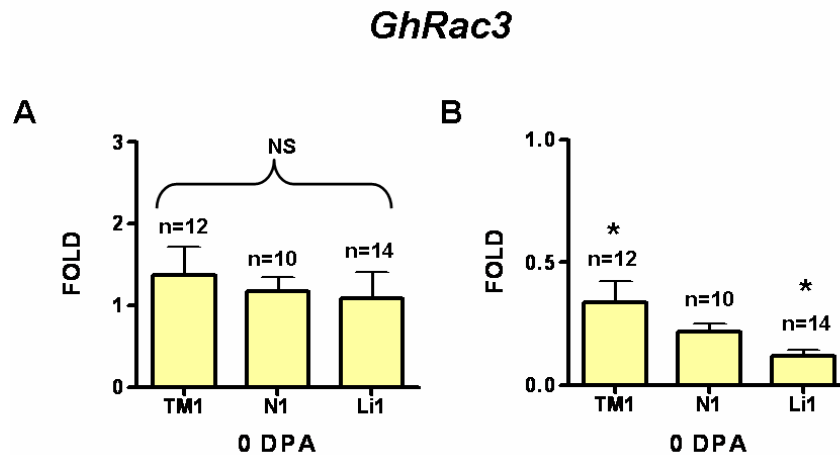 GhRac3
A
3
2
1
0
FOLD
NS
n=12
n=10
n=14
TM1
N1
Li1
0 DPA
B
1.0
0.5
0.0
FOLD
*
n=12
n=10
*
n=14
TM1
N1
Li1
0 DPA